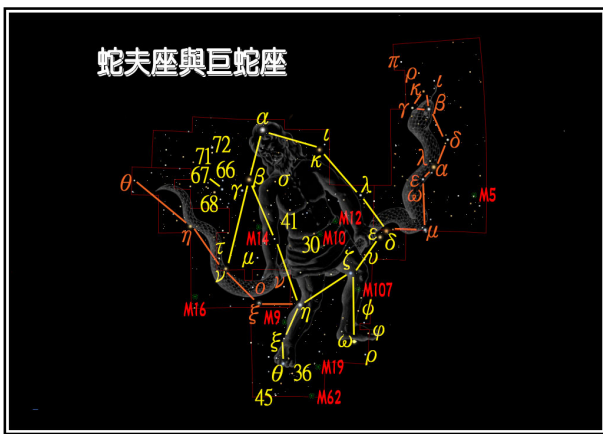 蛇夫座與巨蛇座
π
ρ
ι
κ
γ
β
α
δ
ι
κ
72
71
67
66
68
θ
γ
β
σ
λ
α
ε
ω
λ
M5
41
M12
η
M14
30
M10
ε
δ
μ
τ
μ
ν
ζ
υ
ο
ν
M107
M16
ξ
M9
η
φ
ξ
ω
φ
ρ
θ
36
M19
45
M62